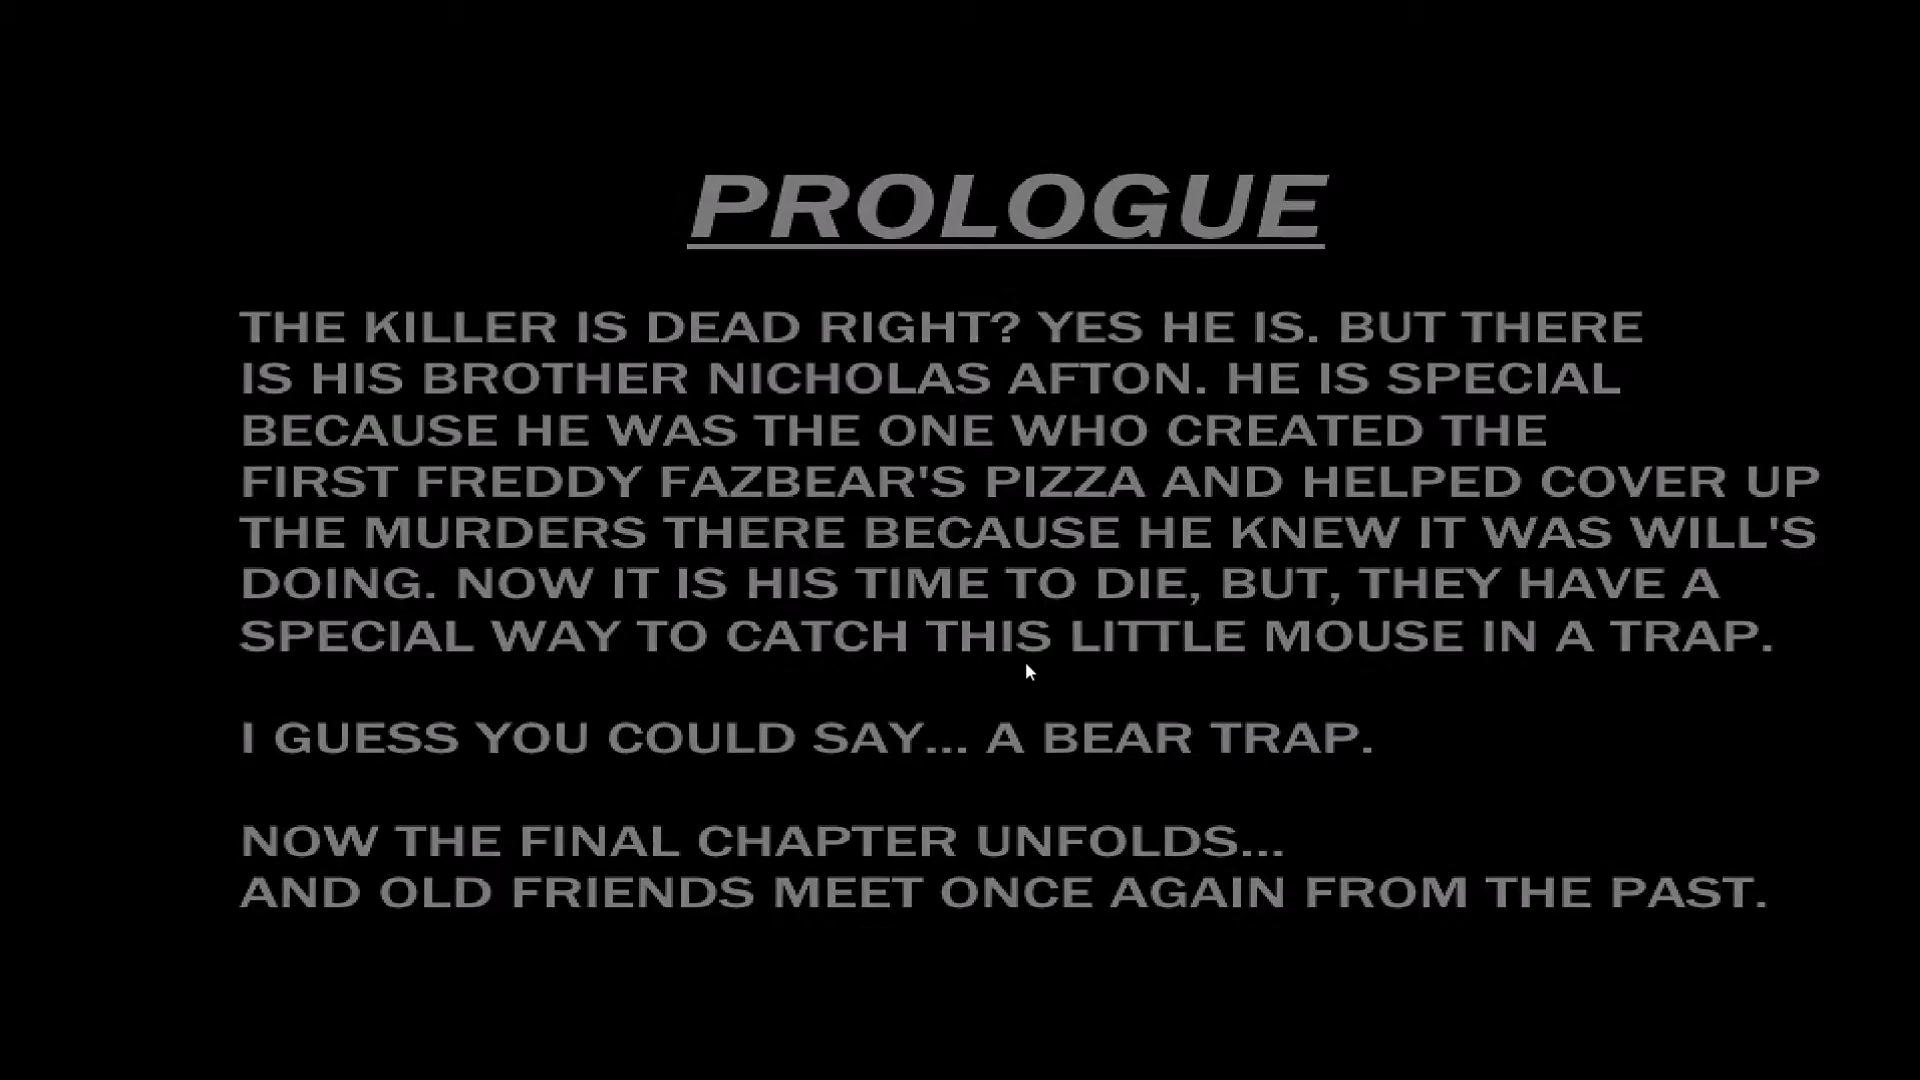 PROLOGUE
THE KILLER IS DEAD RIGHT? YES HE IS. BUT THERE
IS HIS BROTHER NICHOLAS AFTON. HE IS SPECIAL
BECAUSE HE WAS THE ONE WHO CREATED THE
FIRST FREDDY FAZBEAR'S PIZZA AND HELPED COVER UP
THE MURDERS THERE BECAUSE HE KNEW IT WAS WILL'S
DOING. NOW IT IS HIS TIME TO DIE, BUT, THEY HAVE A
SPECIAL WAY TO CATCH THIS LITTLE MOUSE IN A TRAP.
I GUESS YOU COULD SAY... A BEAR TRAP.
NOW THE FINAL CHAPTER UNFOLDS...
AND OLD FRIENDS MEET ONCE AGAIN FROM THE PAST.